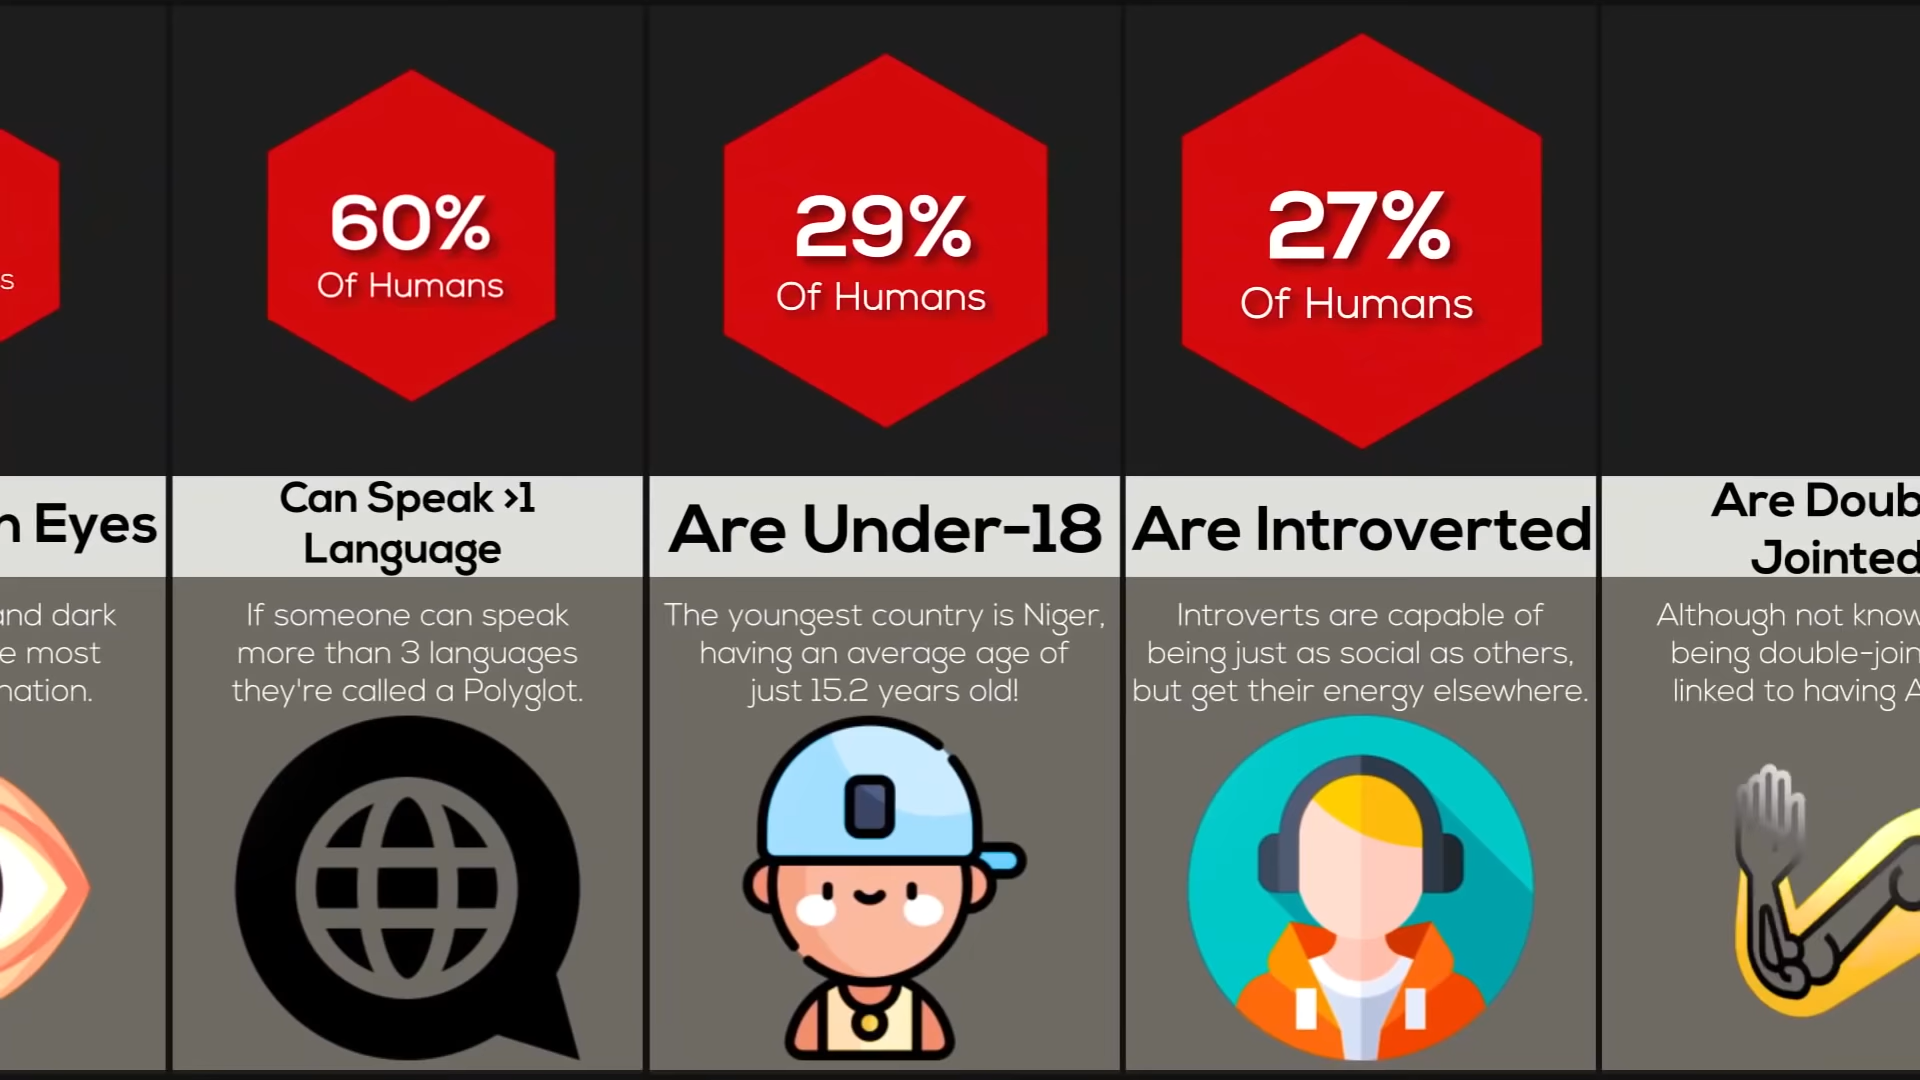 s
n Eyes
and dark
e most
nation.
60%
Of Humans
Can Speak >1
Language
If someone can speak
more than 3 languages
they're called a Polyglot.
29%
Of Humans
Are Under-18
The youngest country is Niger,
having an average age of
just 15.2 years old!
27%
Of Humans
Are Introverted
Introverts are capable of
being just as social as others,
but get their energy elsewhere.
Are Doub
Jointed
Although not know
being double-join
linked to having A